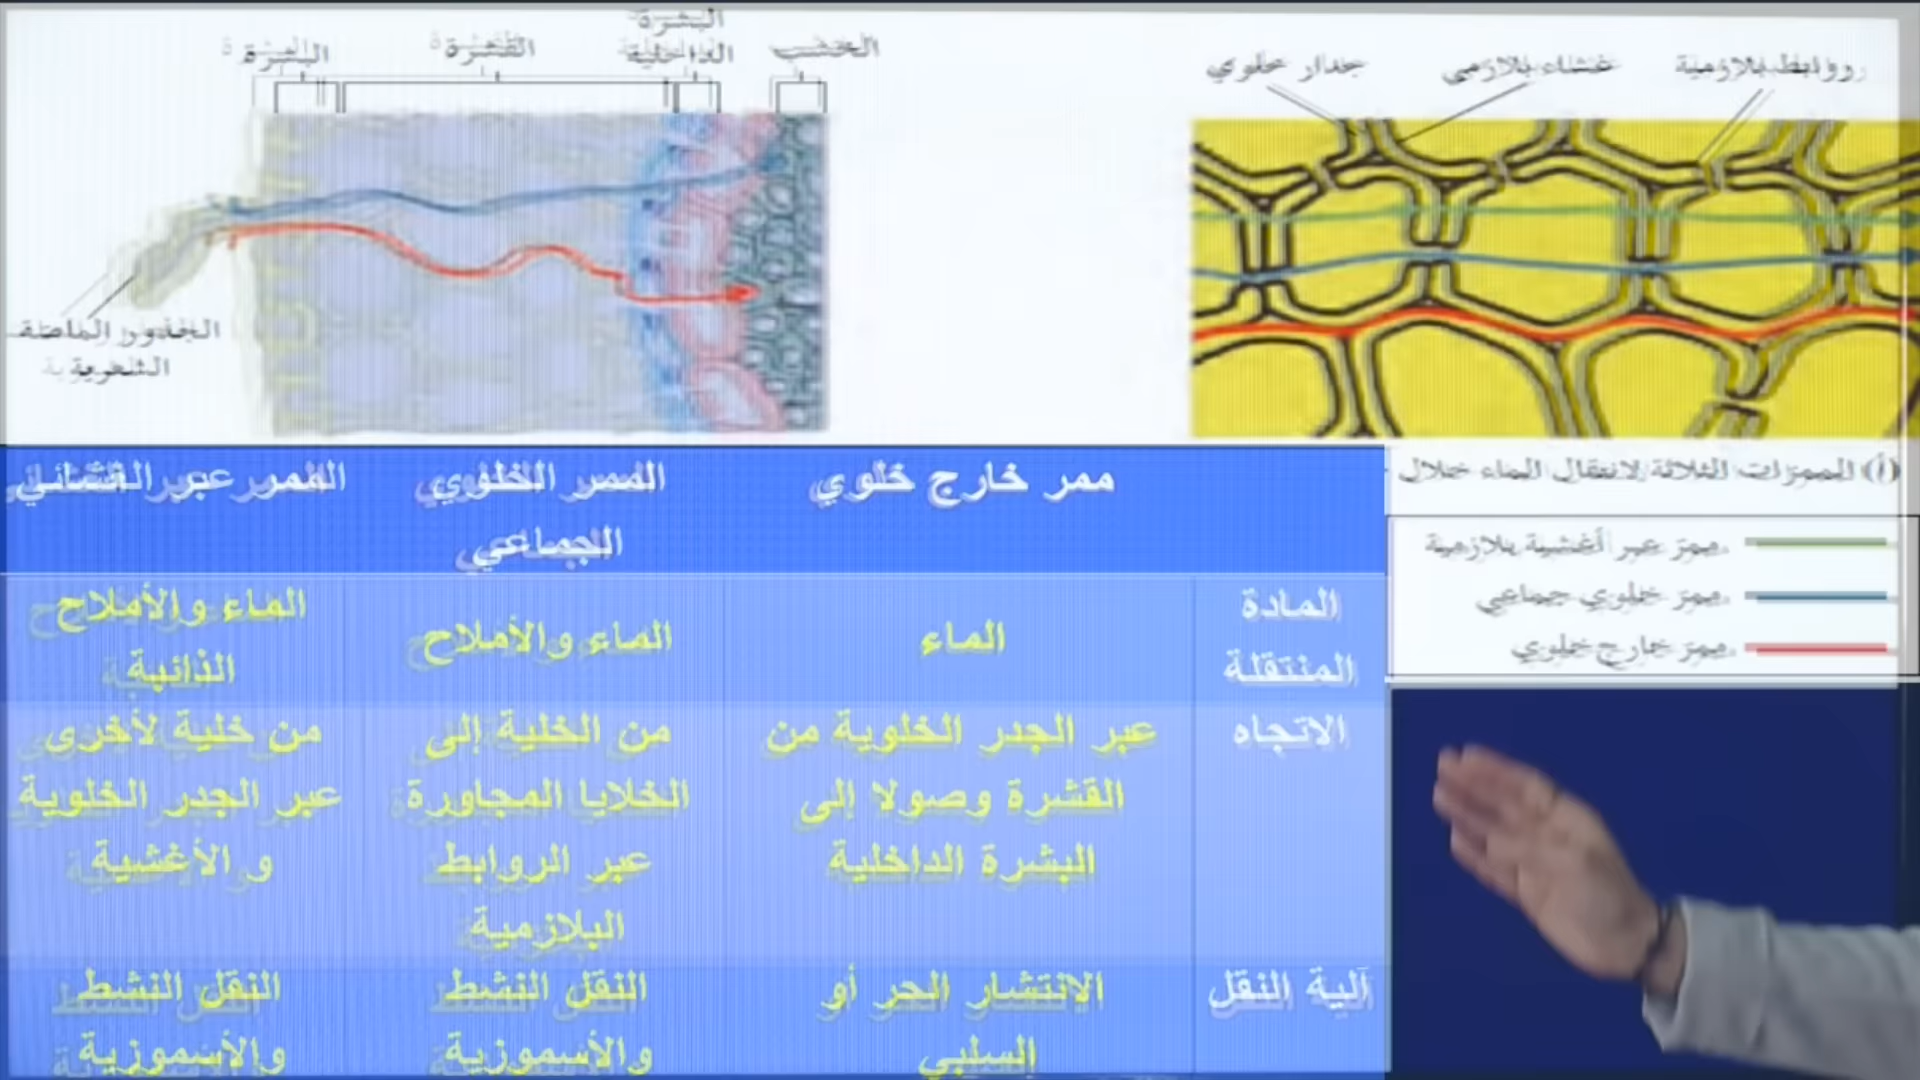 البشرة
القشرة
البشرة
الداخلية
الخشب
الجذور الماصة
الشعرية
جدار خلوي
غشاء بلازمي
روابط بلازمية
(أ) الممرات الثلاثة لانتقال الماء خلال
ممر عبر أغشية بلازمية
ممر خلوي جماعي
ممر خارج خلوي
ممر خارج خلوي
الممر الخلوي
الجماعي
الممر عبر
المادة
المنتقلة
الماء
الماء والأملاح
الماء والأملاح
الذائبة
الاتجاه
عبر الجدر الخلوية من
القشرة وصولا إلى
البشرة الداخلية
من الخلية إلى
الخلايا المجاورة
عبر الروابط
البلازمية
من خلية لأخرى
عبر الجدر الخلوية
والأغشية
آلية النقل
الانتشار الحر أو
السلبي
النقل النشط
والأسموزية
النقل النشط
والأسموزية